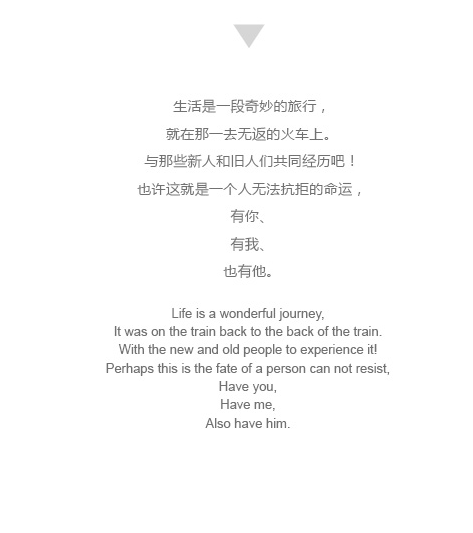 生活是一段奇妙的旅行，
就在那一去无返的火车上。
与那些新人和旧人们共同经历吧！
也许这就是一个人无法抗拒的命运，
有你、
有我、
也有他。
Life is a wonderful journey,
It was on the train back to the back of the train.
With the new and old people to experience it!
Perhaps this is the fate of a person can not resist,
Have you,
Have me,
Also have him.